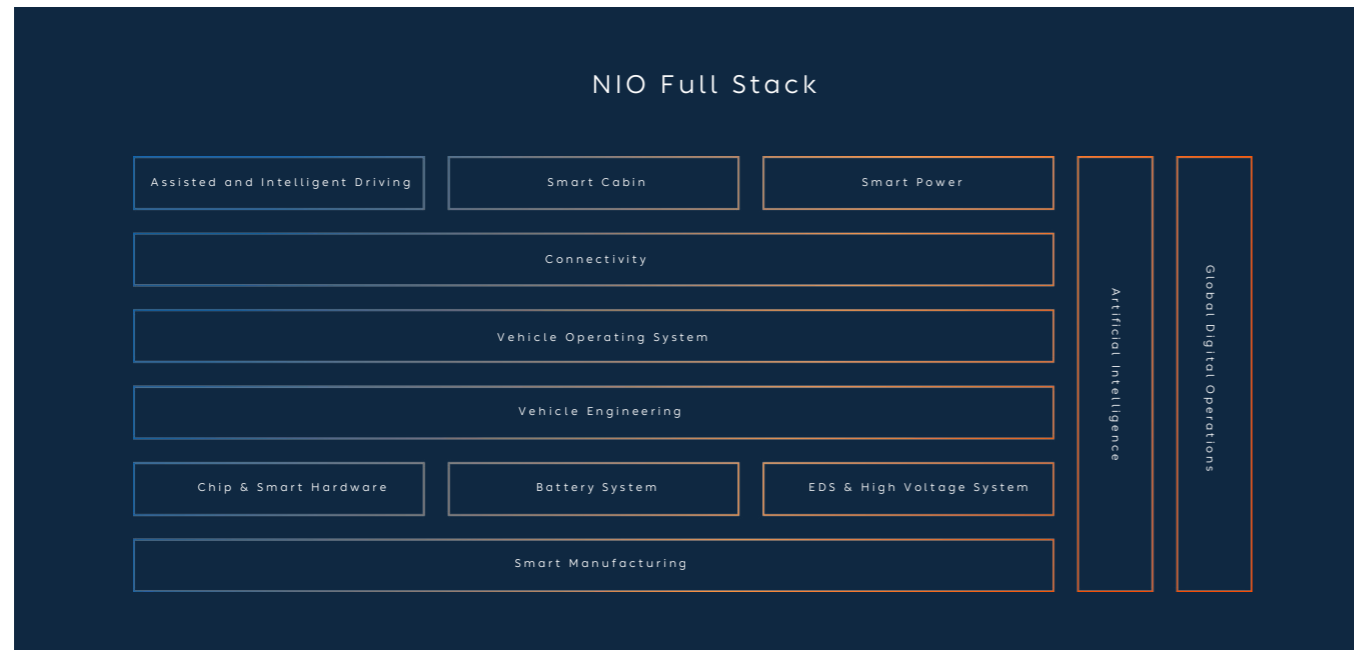 NIO Full Stack
Assisted and Intelligent Driving
Smart Cabin
Smart Power
Connectivity
Vehicle Operating System
Vehicle Engineering
Chip & Smart Hardware
Battery System
EDS & High Voltage System
Smart Manufacturing
Artificial Intelligence
Global Digital Operations